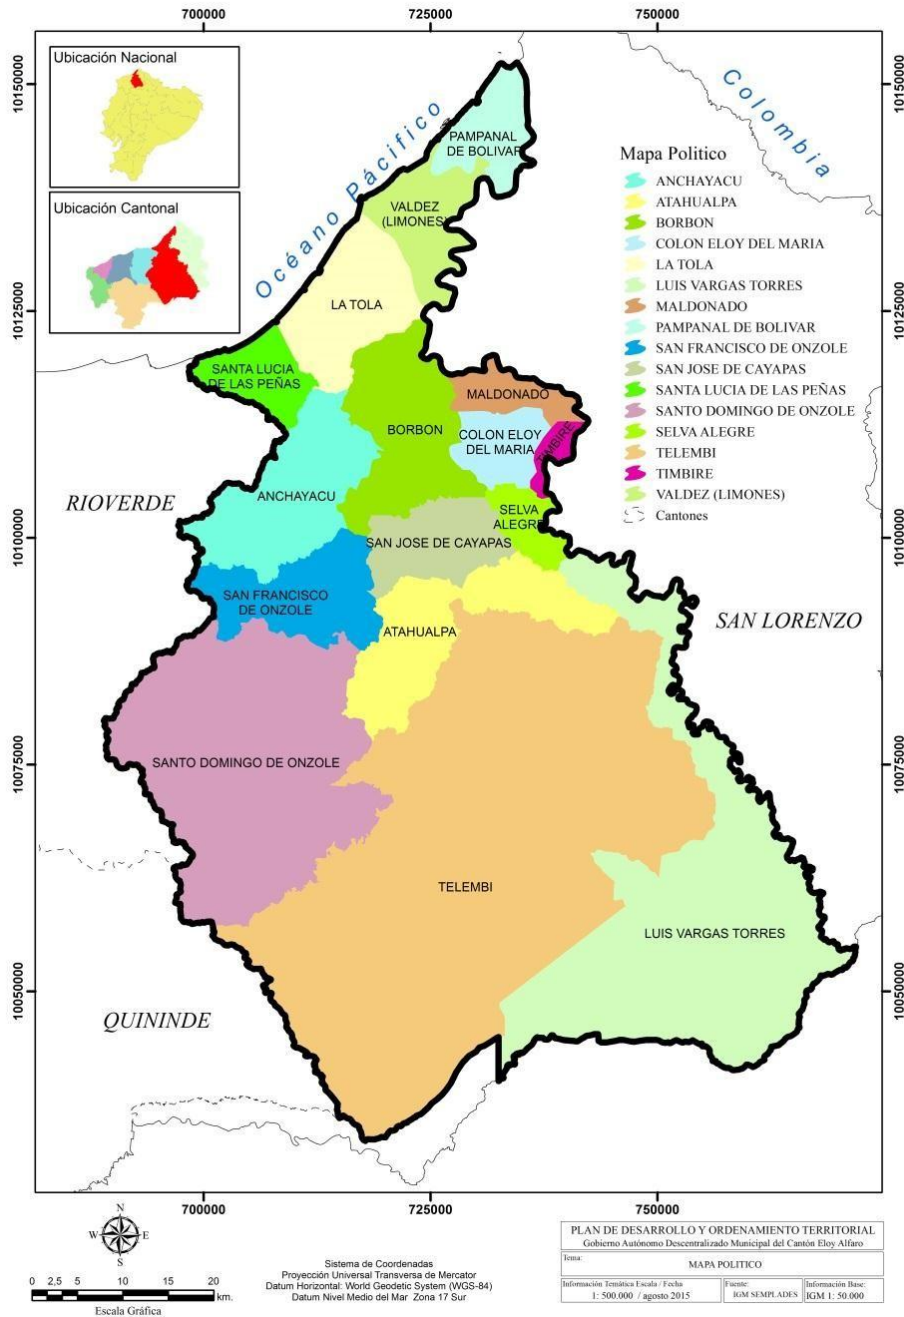 700000
725000
750000
10150000
10125000
10100000
10075000
10050000
10150000
10125000
10100000
10075000
10050000
Ubicación Nacional
Ubicación Cantonal
Océano Pácifico
Colombia
Mapa Politico
ANCHAYACU
ATAHUALPA
BORBON
COLON ELOY DEL MARIA
LA TOLA
LUIS VARGAS TORRES
MALDONADO
PAMPANAL DE BOLIVAR
SAN FRANCISCO DE ONZOLE
SAN JOSE DE CAYAPAS
SANTA LUCIA DE LAS PEÑAS
SANTO DOMINGO DE ONZOLE
SELVA ALEGRE
TELEMBI
TIMBIRE
VALDEZ (LIMONES)
Cantones
PAMPANAL
DE BOLIVAR
VALDEZ
(LIMONES)
LA TOLA
SANTA LUCIA
DE LAS PEÑAS
MALDONADO
BORBON
COLON ELOY
DEL MARIA
TIMBIRE
ANCHAYACU
RIOVERDE
SELVA
ALEGRE
SAN JOSE DE CAYAPAS
SAN FRANCISCO
DE ONZOLE
ATAHUALPA
SAN LORENZO
SANTO DOMINGO DE ONZOLE
TELEMBI
LUIS VARGAS TORRES
QUININDE
700000
725000
750000
N
W
E
S
0 2,5 5 10 15 20
km.
Escala Gráfica
Sistema de Coordenadas
Proyección Universal Transversa de Mercator
Datum Horizontal: World Geodetic System (WGS-84)
Datum Nivel Medio del Mar Zona 17 Sur
PLAN DE DESARROLLO Y ORDENAMIENTO TERRITORIAL
Gobierno Autónomo Descentralizado Municipal del Cantón Eloy Alfaro
Tema:
MAPA POLITICO
Información Temática Escala / Fecha
1: 500.000 / agosto 2015
Fuente:
IGM SEMPLADES
Información Base:
IGM 1: 50.000